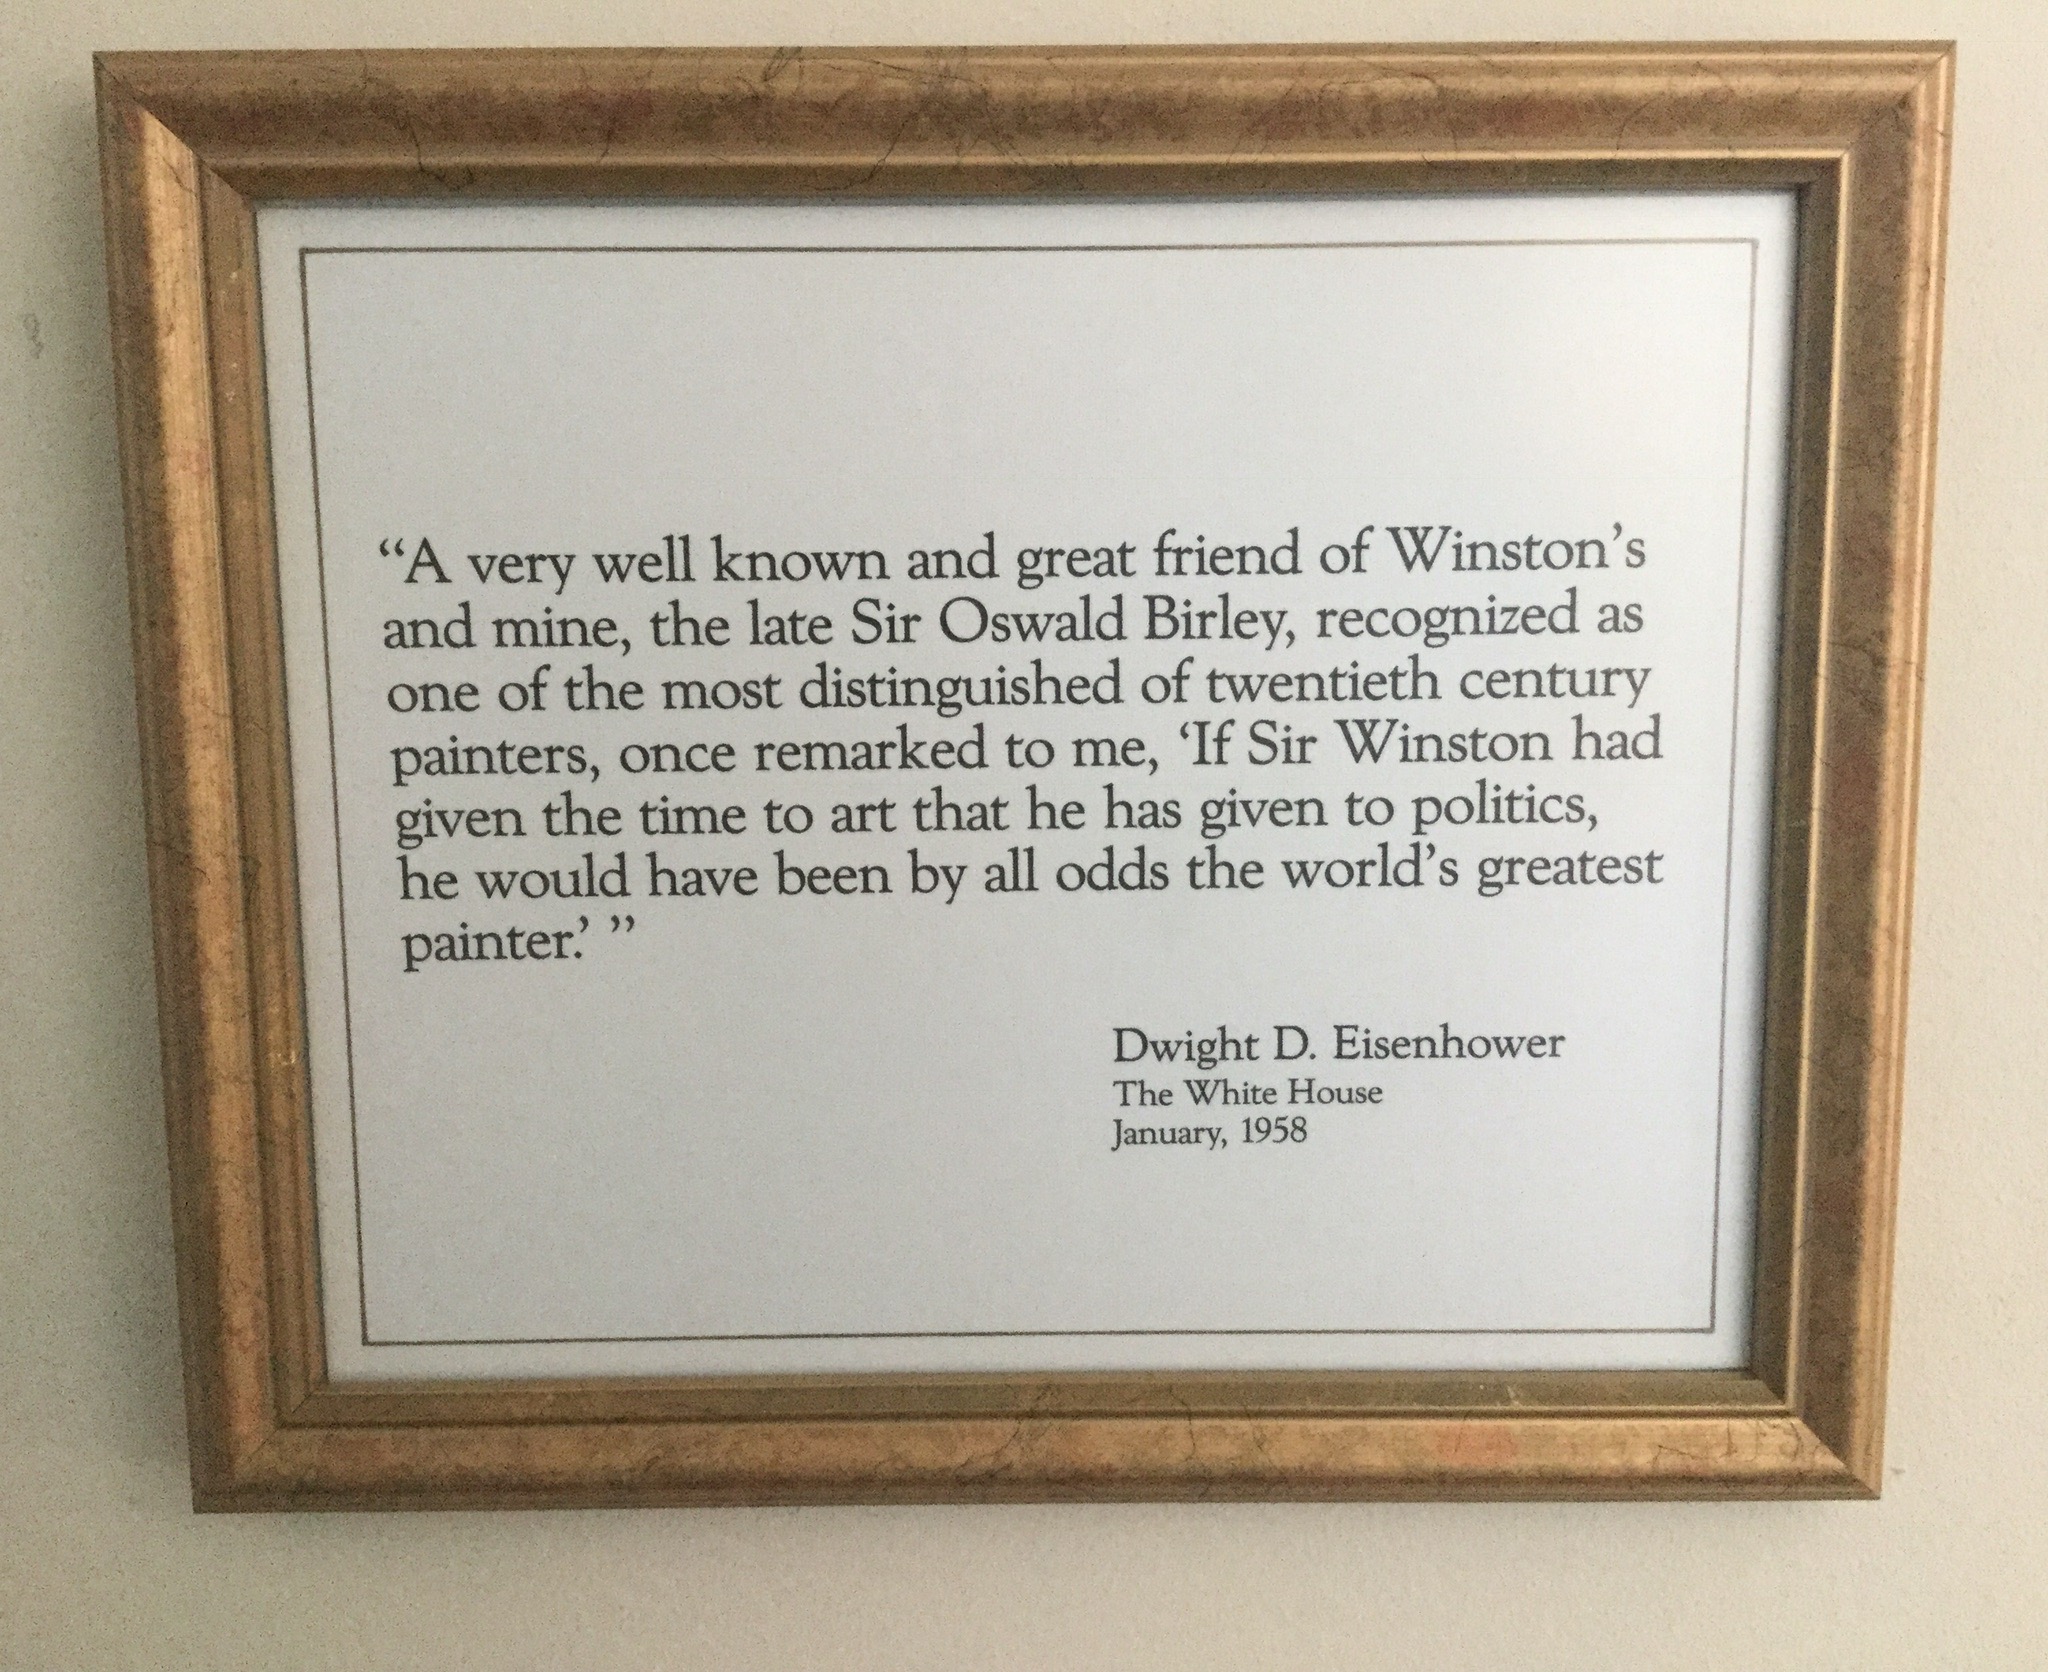 “A very well known and great friend of Winston’s
and mine, the late Sir Oswald Birley, recognized as
one of the most distinguished of twentieth century
painters, once remarked to me, ‘If Sir Winston had
given the time to art that he has given to politics,
he would have been by all odds the world’s greatest
painter.’ ”
Dwight D. Eisenhower
The White House
January, 1958